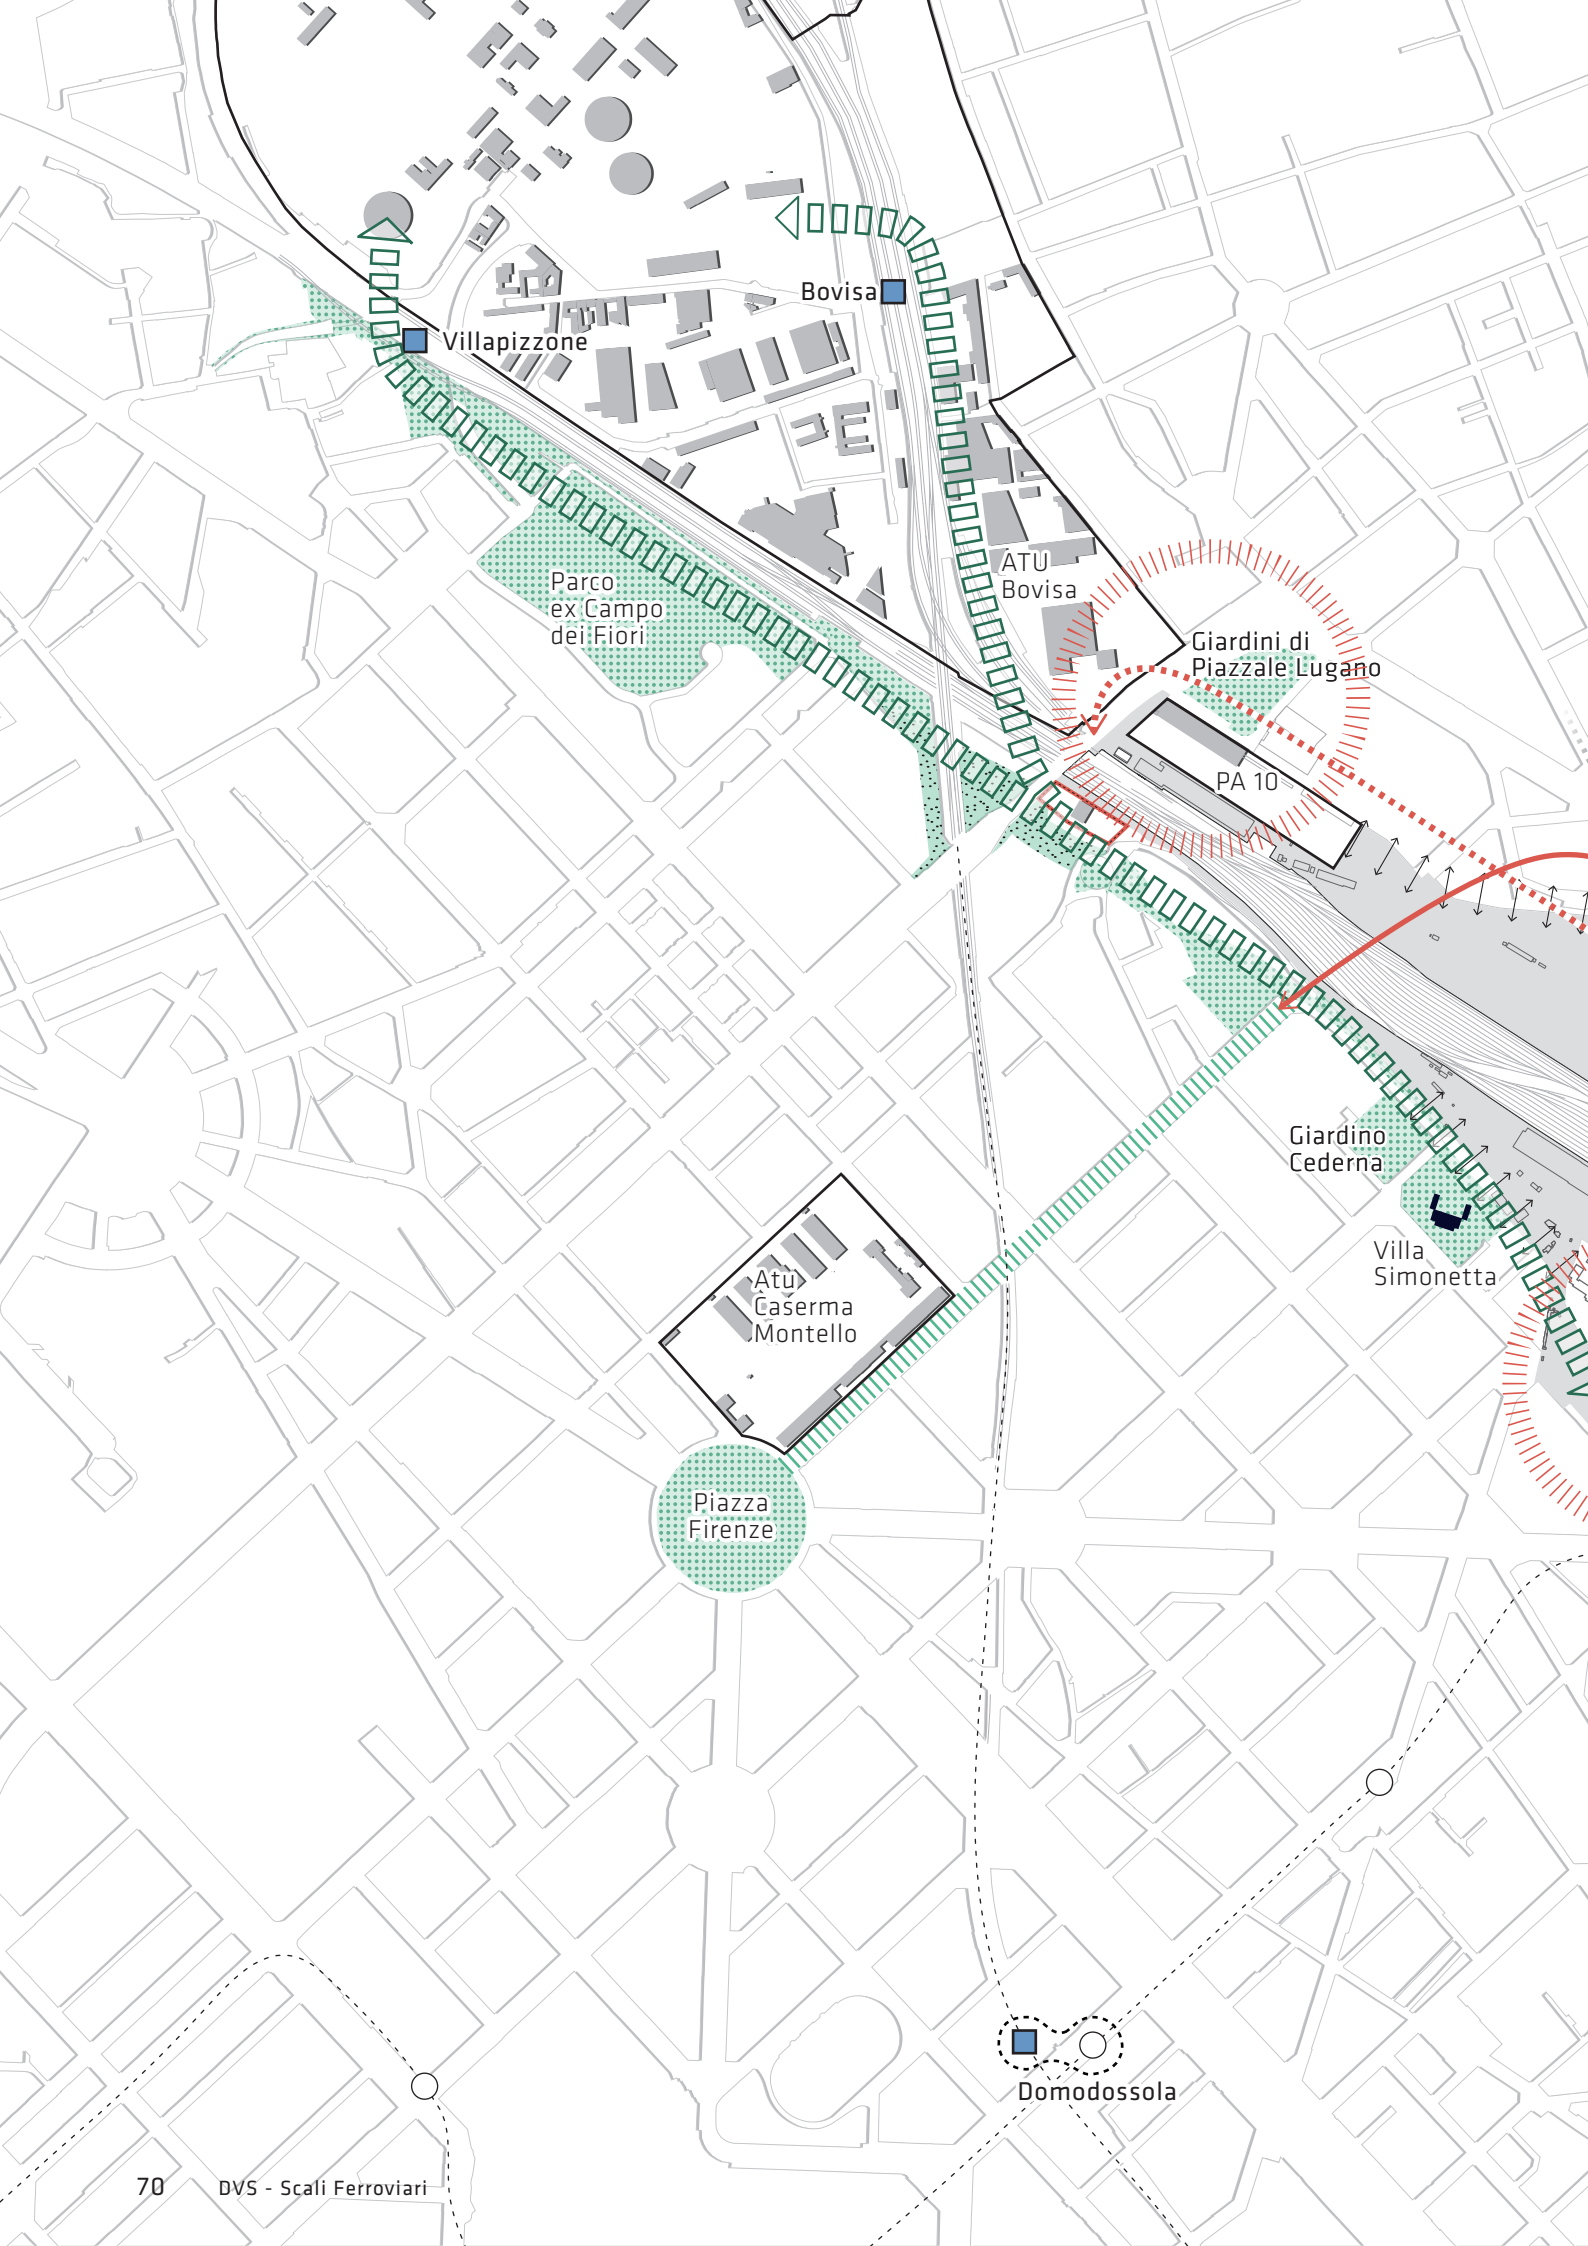 Bovisa
Villapizzone
ATU
Bovisa
Parco
ex Campo
dei Fiori
Giardini di
Piazzale Lugano
PA 10
Giardino
Cederna
Villa
Simonetta
Atu
Caserma
Montello
Piazza
Firenze
Domodossola
70 DVS - Scali Ferroviari